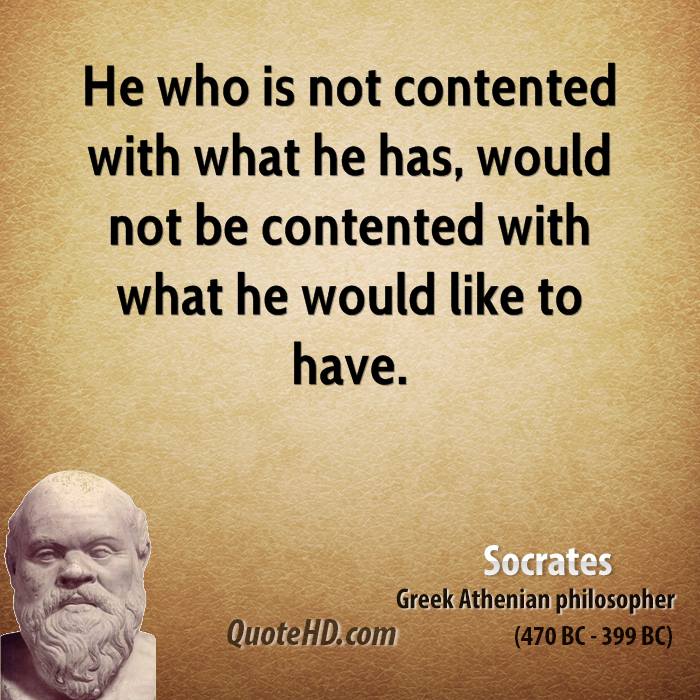 He who is not contented
with what he has, would
not be contented with
what he would like to
have.
Socrates
Greek Athenian philosopher
QuoteHD.com
(470 BC - 399 BC)